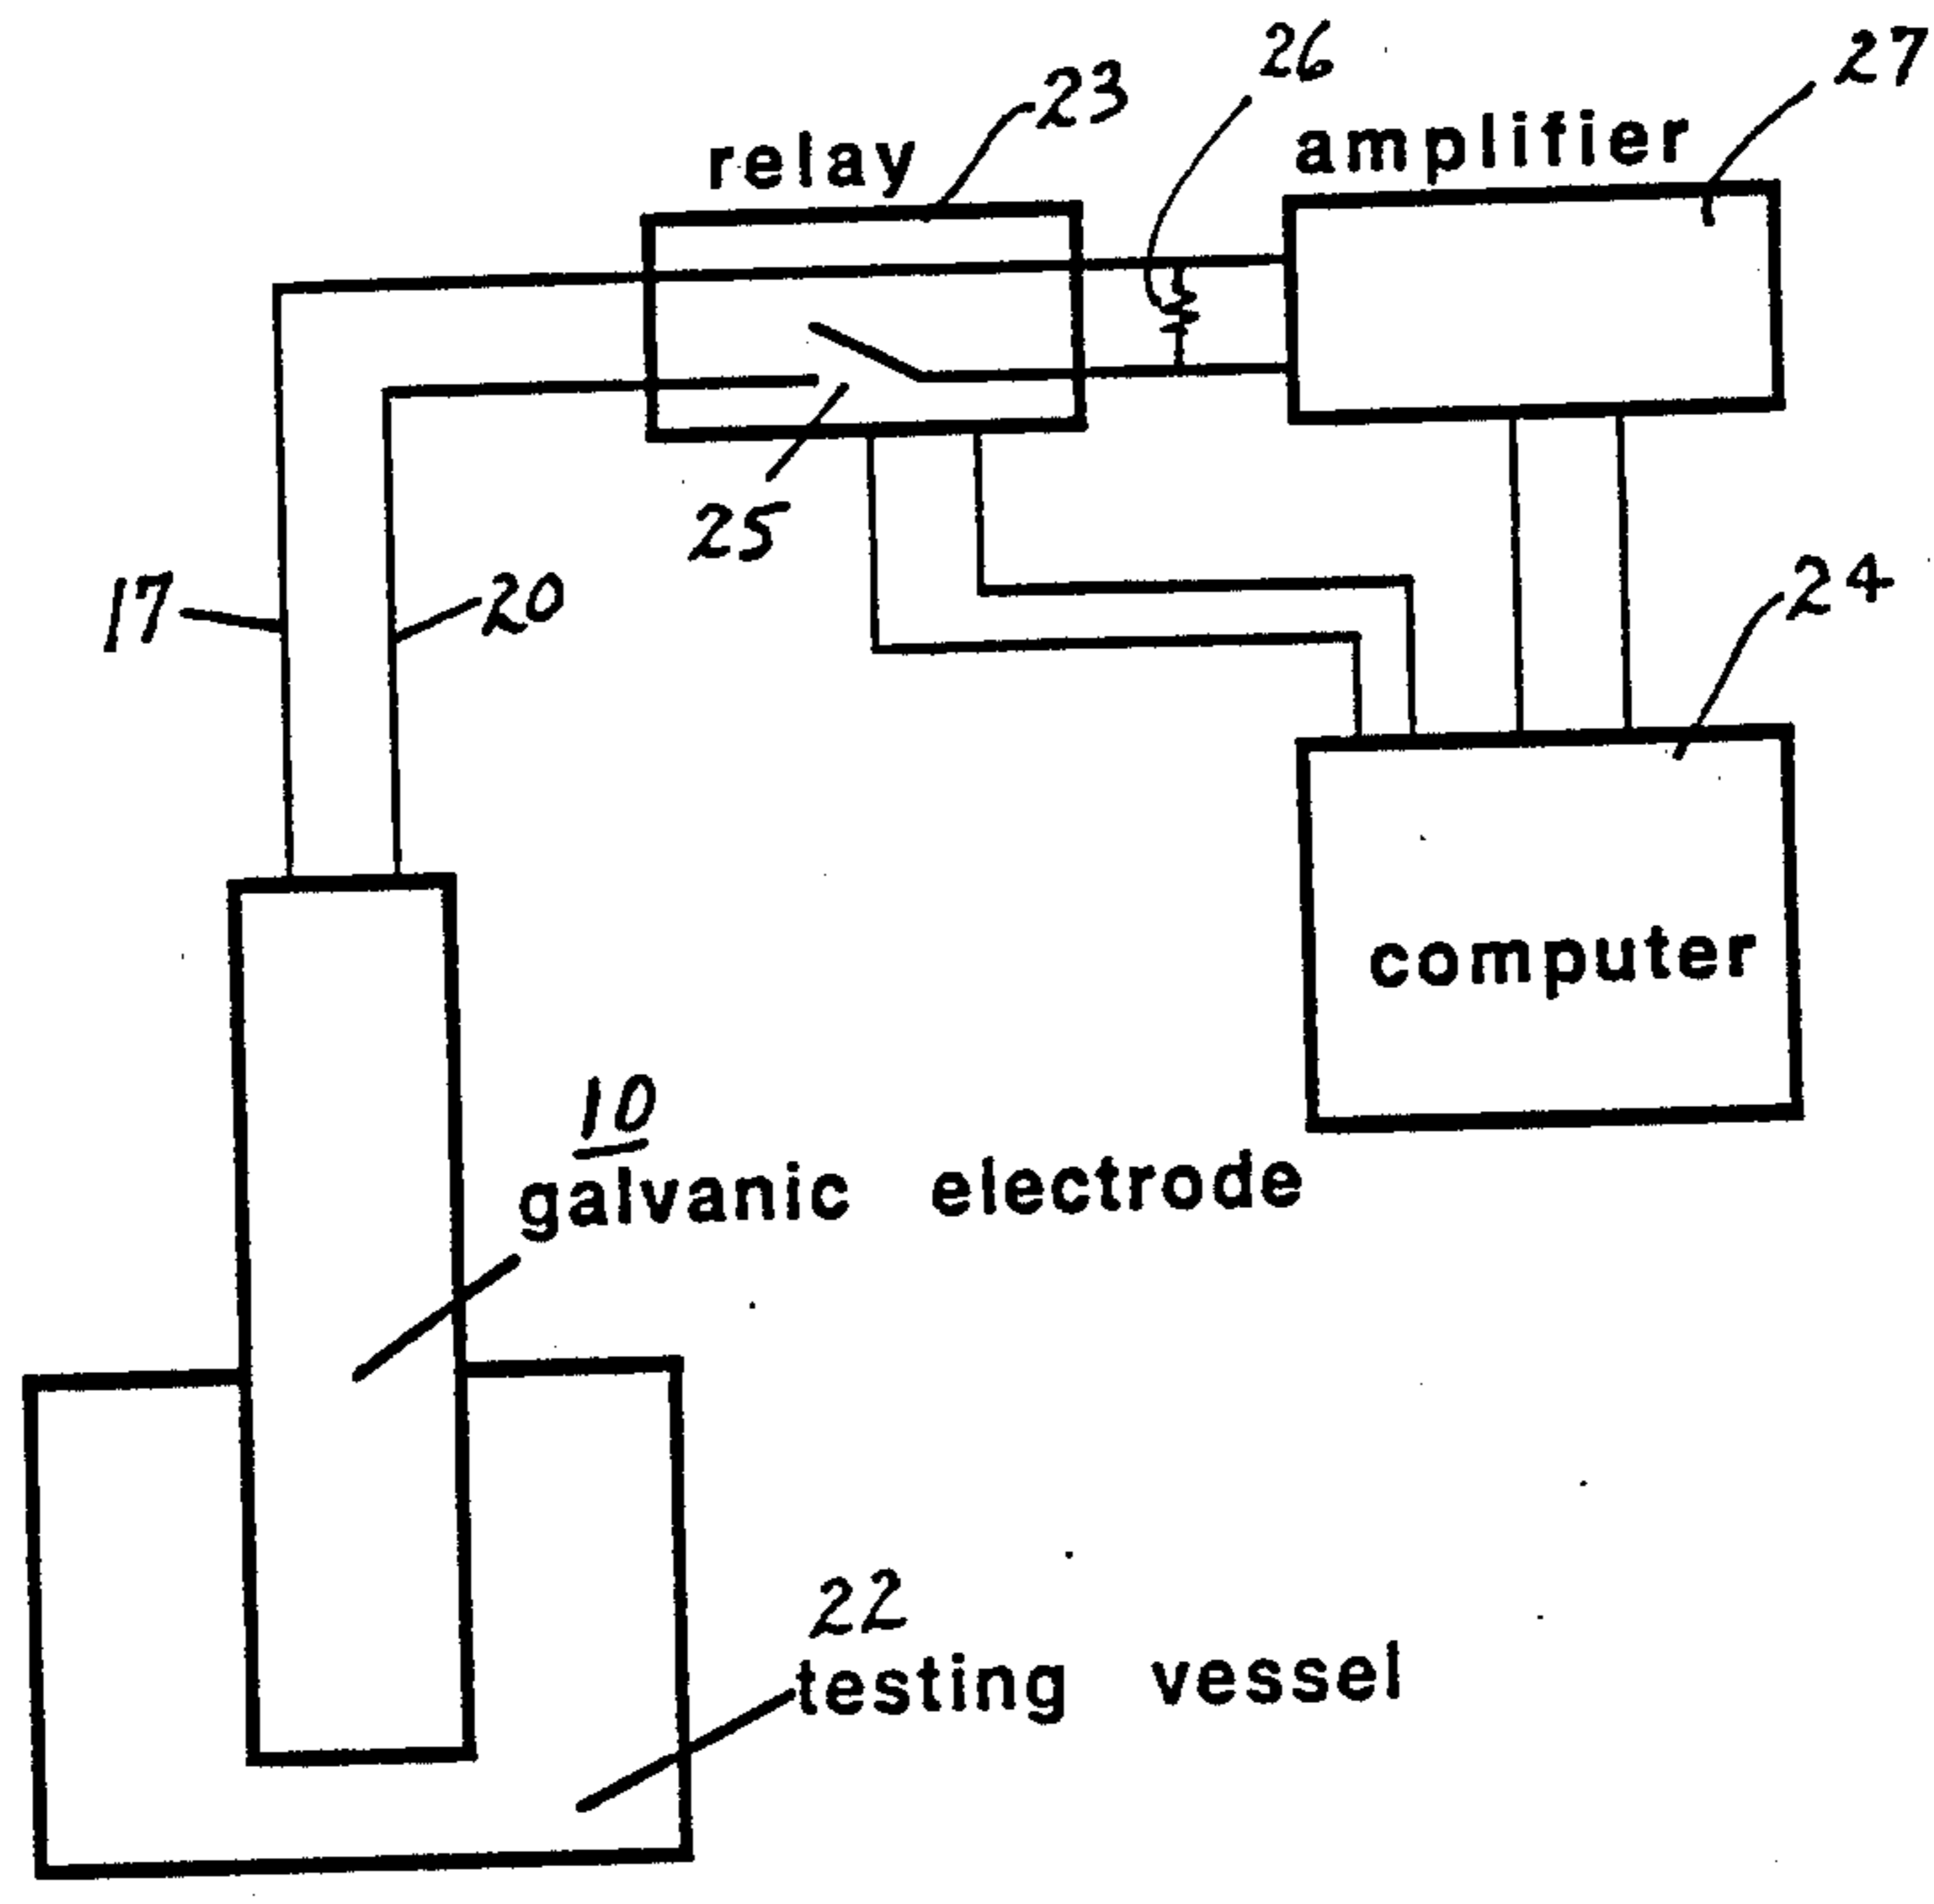 26
27
23
relay
amplifier
25
17
20
24
computer
10
galvanic electrode
22
testing vessel